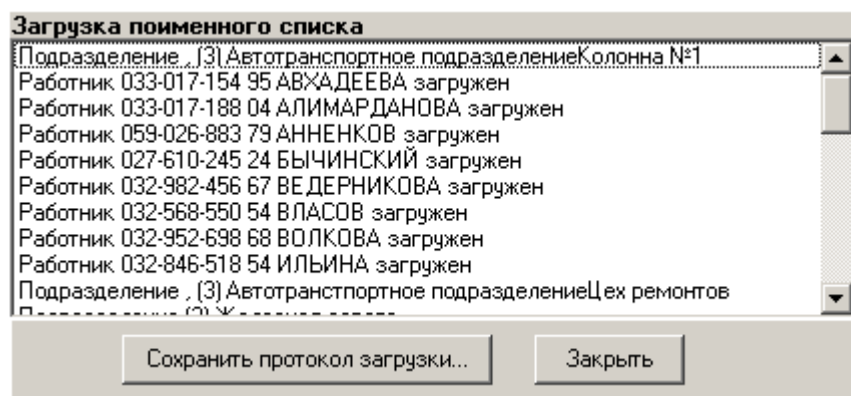 Загрузка поименного списка
Подразделение , (3) Автотранспортное подразделениеКолонна №1
Работник 033-017-154 95 АВХАДЕЕВА загружен
Работник 033-017-188 04 АЛИМАРДАНОВА загружен
Работник 059-026-883 79 АННЕНКОВ загружен
Работник 027-610-245 24 БЫЧИНСКИЙ загружен
Работник 032-982-456 67 ВЕДЕРНИКОВА загружен
Работник 032-568-550 54 ВЛАСОВ загружен
Работник 032-952-698 68 ВОЛКОВА загружен
Работник 032-846-518 54 ИЛЬИНА загружен
Подразделение , (3) Автотранстпортное подразделениеЦех ремонтов
Сохранить протокол загрузки...
Закрыть